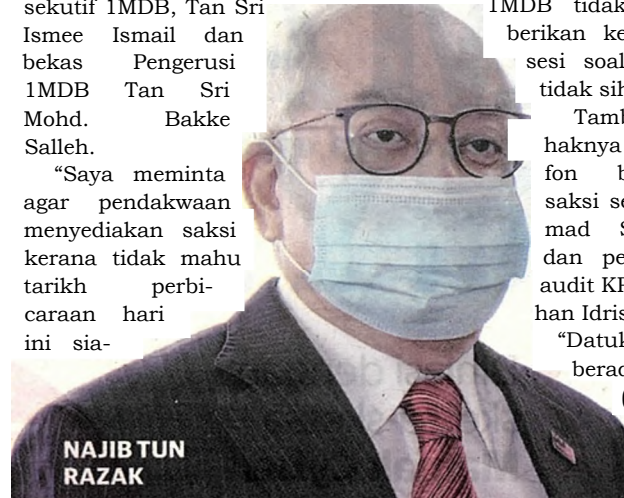 sekutif 1MDB, Tan Sri
Ismee Ismail dan
bekas Pengerusi
1MDB Tan Sri
Mohd. Bakke
Salleh.
“Saya meminta
agar pendakwaan
menyediakan saksi
kerana tidak mahu
tarikh perbi-
caraan hari
ini sia-
1MDB tidak
berikan ke
sesi soal
tidak sih
Tamb
haknya
fon b
saksi se
mad S
dan pe
audit KP
han Idris
“Datuk
berad
(
NAJIB TUN
RAZAK